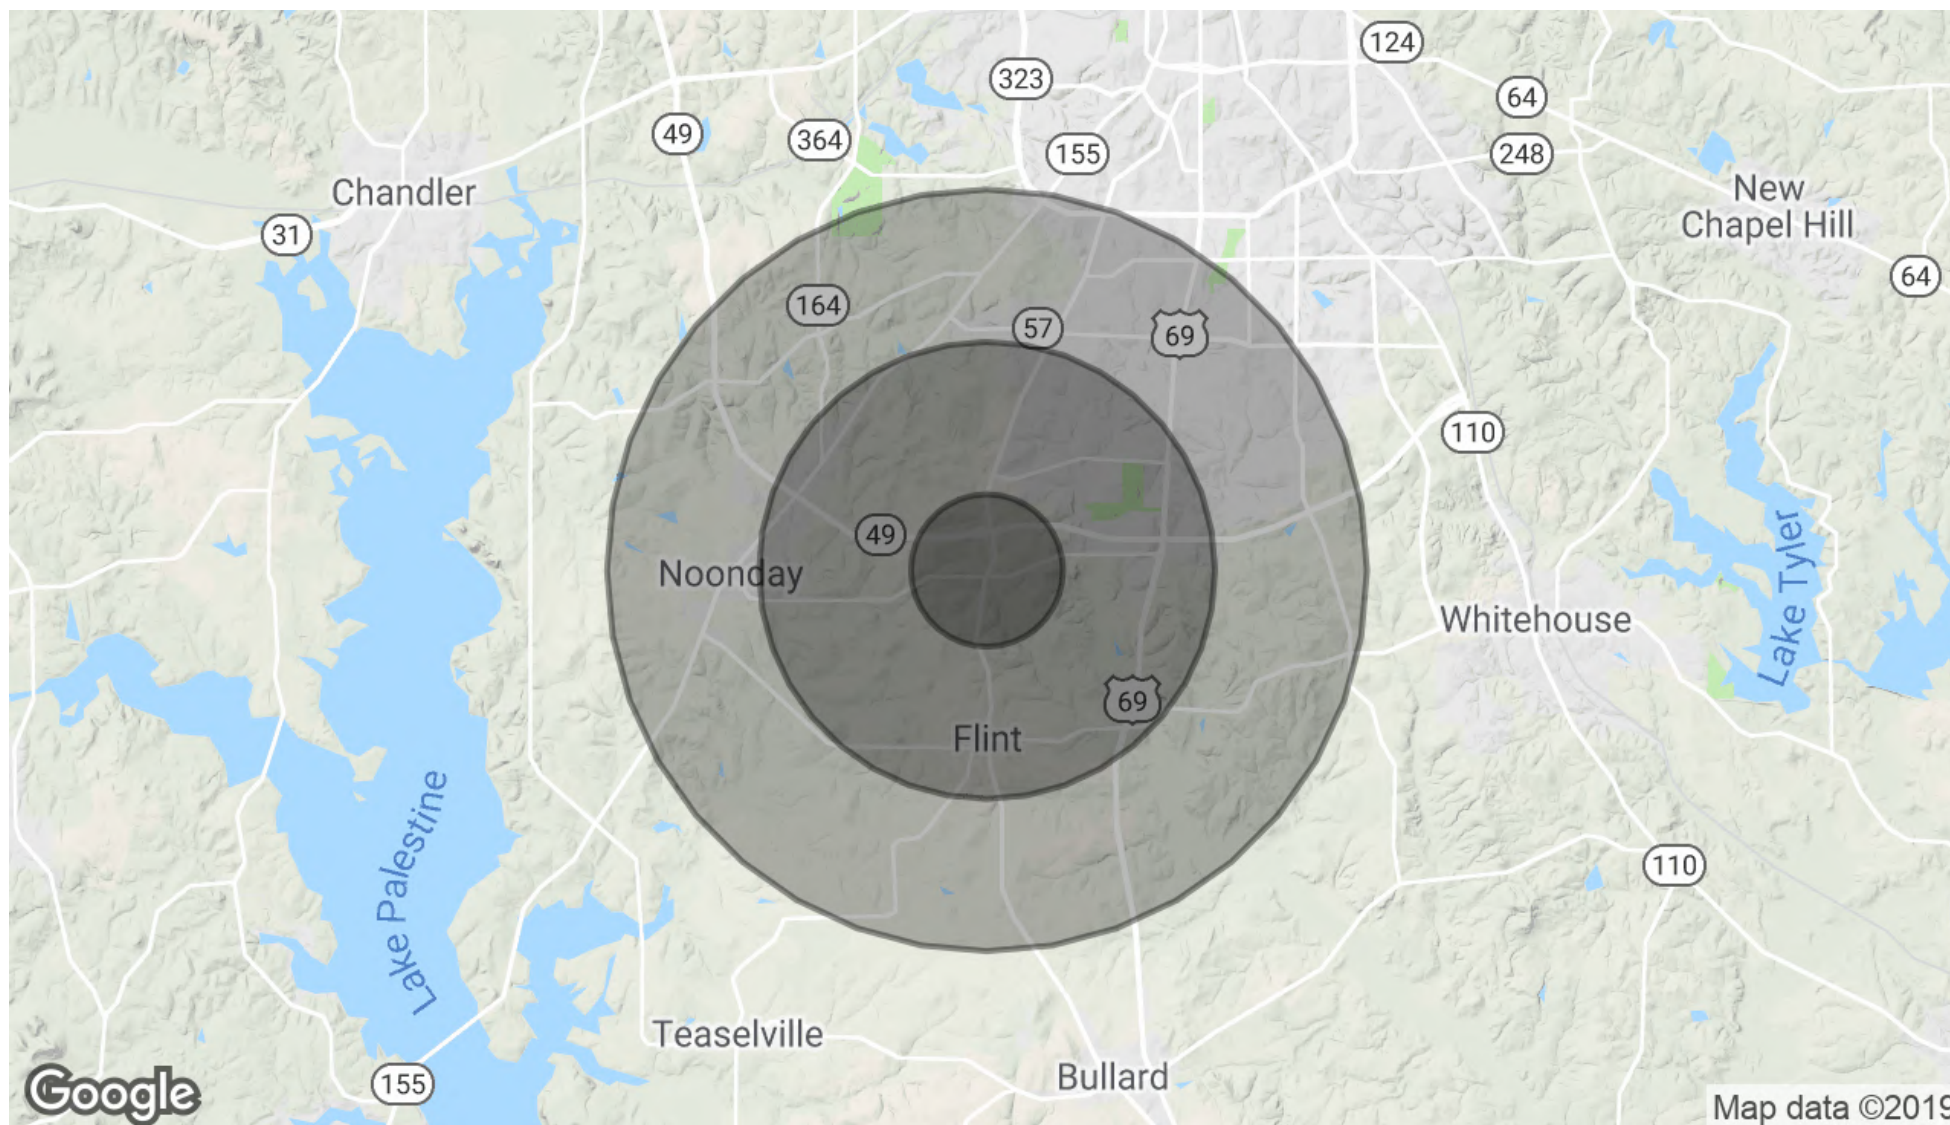 124
323
64
49
364
155
248
Chandler
New
Chapel Hill
31
64
164
57
69
110
49
Noonday
Lake Tyler
Whitehouse
69
Flint
Lake Palestine
110
Teaselville
Bullard
155
Google
Map data ©2019